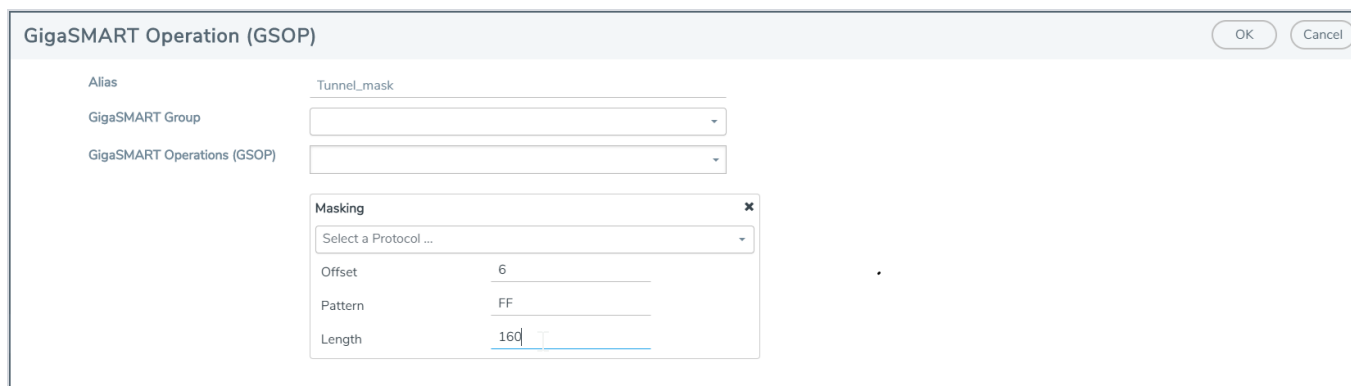 GigaSMART Operation (GSOP) OK Cancel
Alias Tunnel_mask
GigaSMART Group
GigaSMART Operations (GSOP)
Masking
Select a Protocol ...
Offset 6
Pattern FF
Length 160